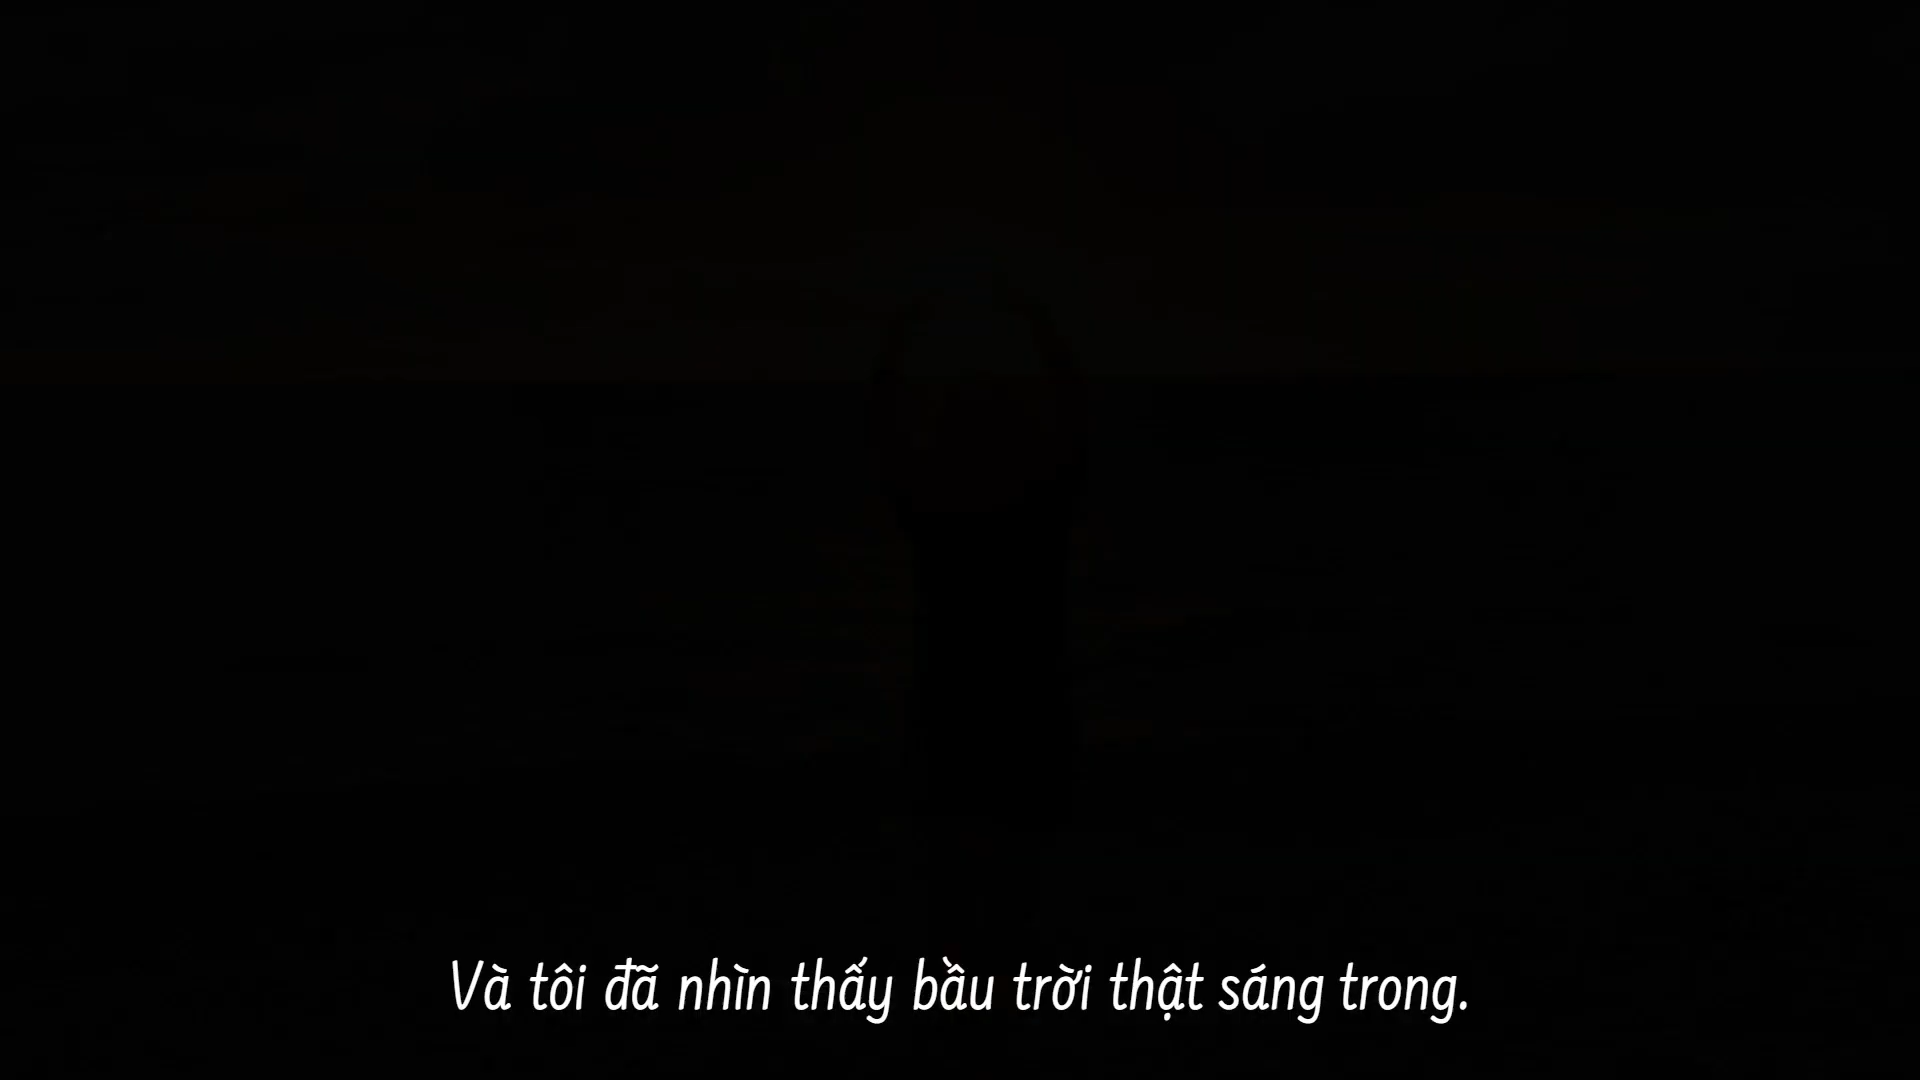 Và tôi đã nhìn thấy bầu trời thật sáng trong.